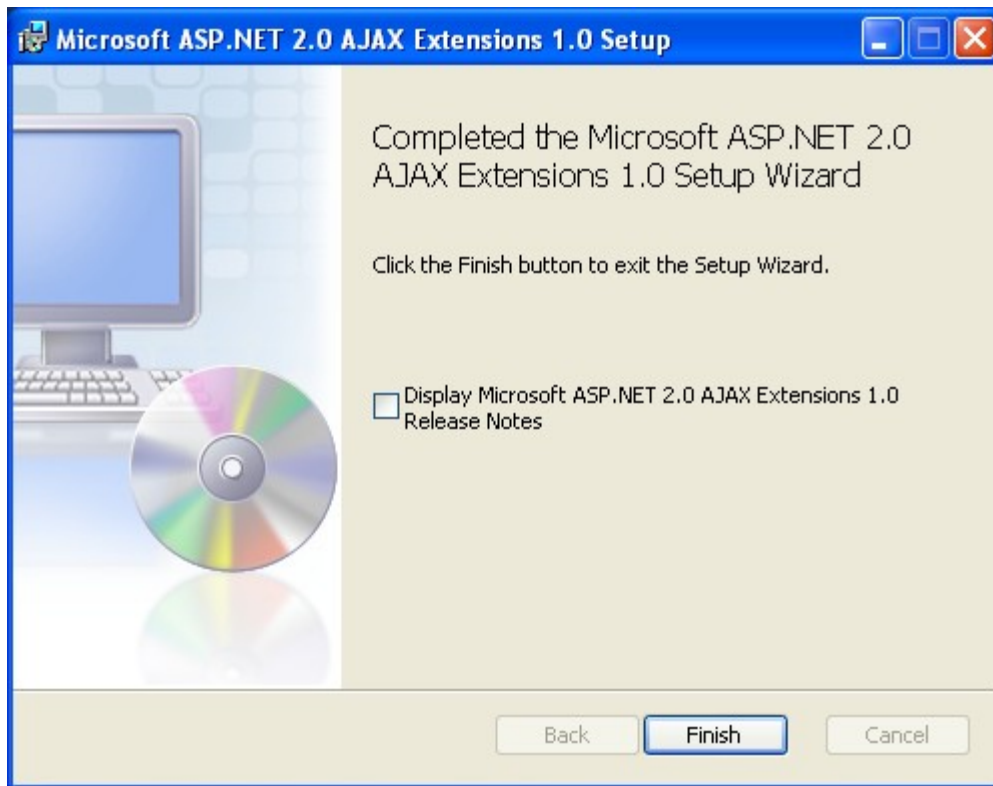 Microsoft ASP.NET 2.0 AJAX Extensions 1.0 Setup
Completed the Microsoft ASP.NET 2.0
AJAX Extensions 1.0 Setup Wizard
Click the Finish button to exit the Setup Wizard.
Display Microsoft ASP.NET 2.0 AJAX Extensions 1.0
Release Notes
Back
Finish
Cancel